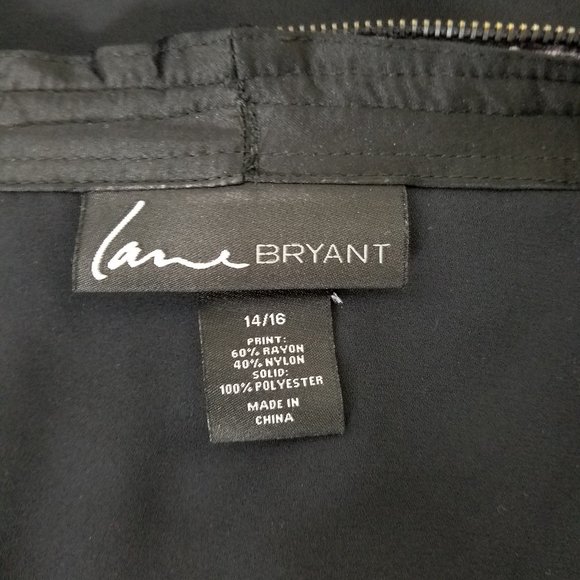 Lane BRYANT
14/16
PRINT:
60% RAYON
40% NYLON
SOLID:
100% POLYESTER
MADE IN
CHINA